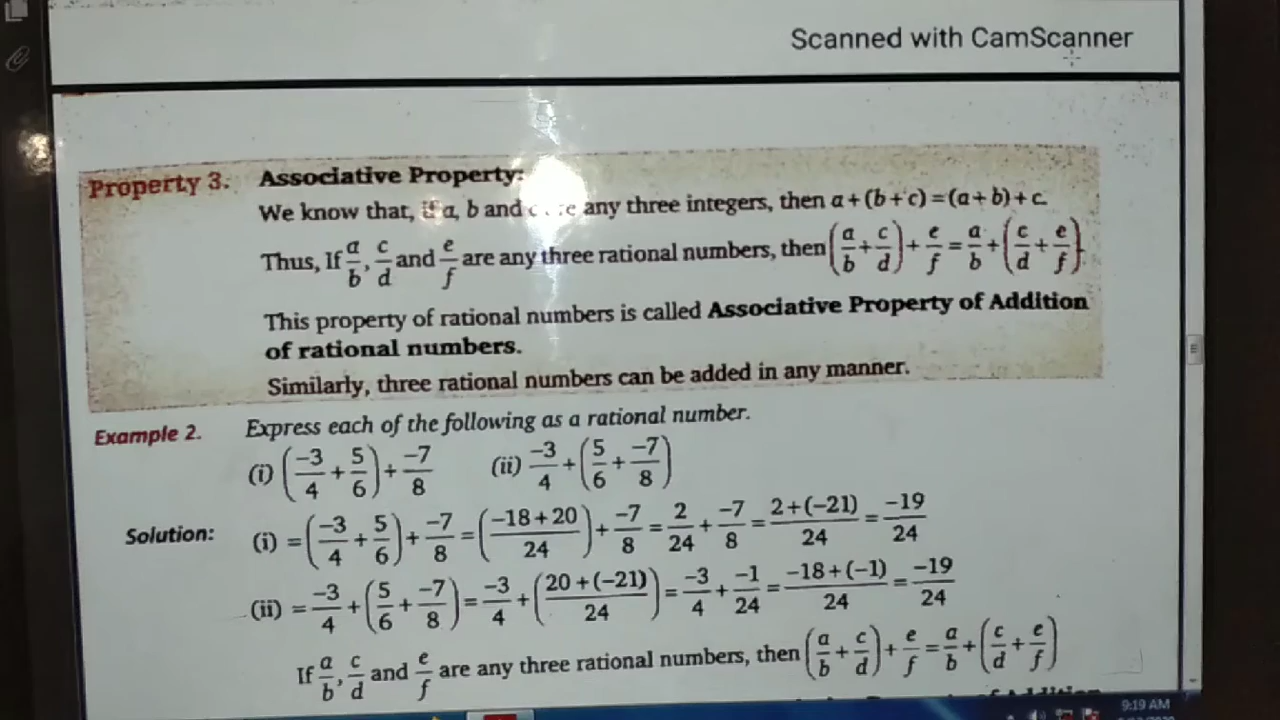 Scanned with CamScanner
Property 3. Associative Property:
We know that, if a, b and c are any three integers, then a + (b + c) = (a + b) + c.
Thus, If a/b, c/d and e/f are any three rational numbers, then (a/b + c/d) + e/f = a/b + (c/d + e/f).
This property of rational numbers is called Associative Property of Addition
of rational numbers.
Similarly, three rational numbers can be added in any manner.
Example 2. Express each of the following as a rational number.
(i) (-3/4 + 5/6) + -7/8 (ii) -3/4 + (5/6 + -7/8)
Solution: (i) = (-3/4 + 5/6) + -7/8 = ((-18 + 20)/24) + -7/8 = 2/24 + -7/8 = (2 + (-21))/24 = -19/24
(ii) = -3/4 + (5/6 + -7/8) = -3/4 + ((20 + (-21))/24) = -3/4 + -1/24 = (-18 + (-1))/24 = -19/24
If a/b, c/d and e/f are any three rational numbers, then (a/b + c/d) + e/f = a/b + (c/d + e/f)
9:19 AM